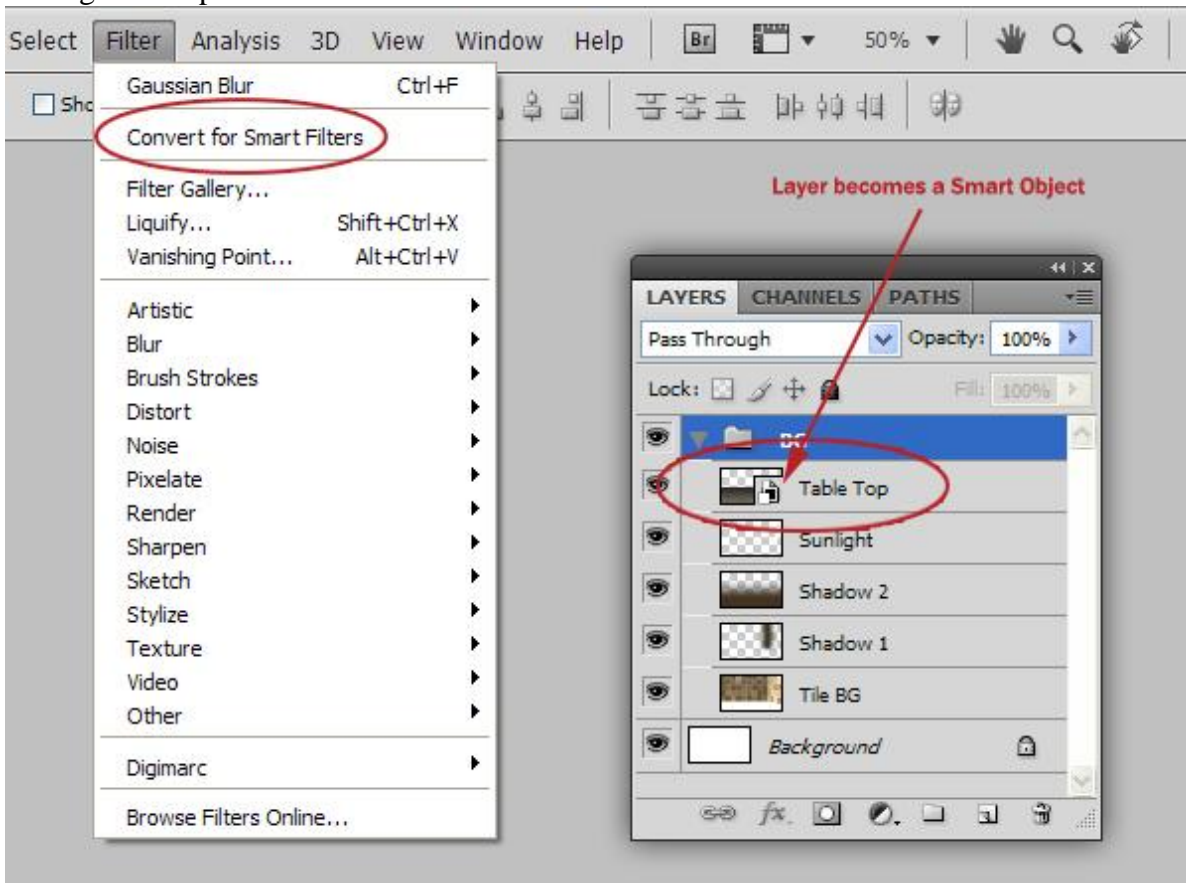 Select Filter Analysis 3D View Window Help Br 50%
Gaussian Blur Ctrl+F
Convert for Smart Filters
Filter Gallery...
Liquify... Shift+Ctrl+X
Vanishing Point... Alt+Ctrl+V
Artistic
Blur
Brush Strokes
Distort
Noise
Pixelate
Render
Sharpen
Sketch
Stylize
Texture
Video
Other
Digimarc
Browse Filters Online...
Layer becomes a Smart Object
LAYERS CHANNELS PATHS
Pass Through Opacity: 100%
Lock: Fill: 100%
BG
Table Top
Sunlight
Shadow 2
Shadow 1
Tile BG
Background
fx.